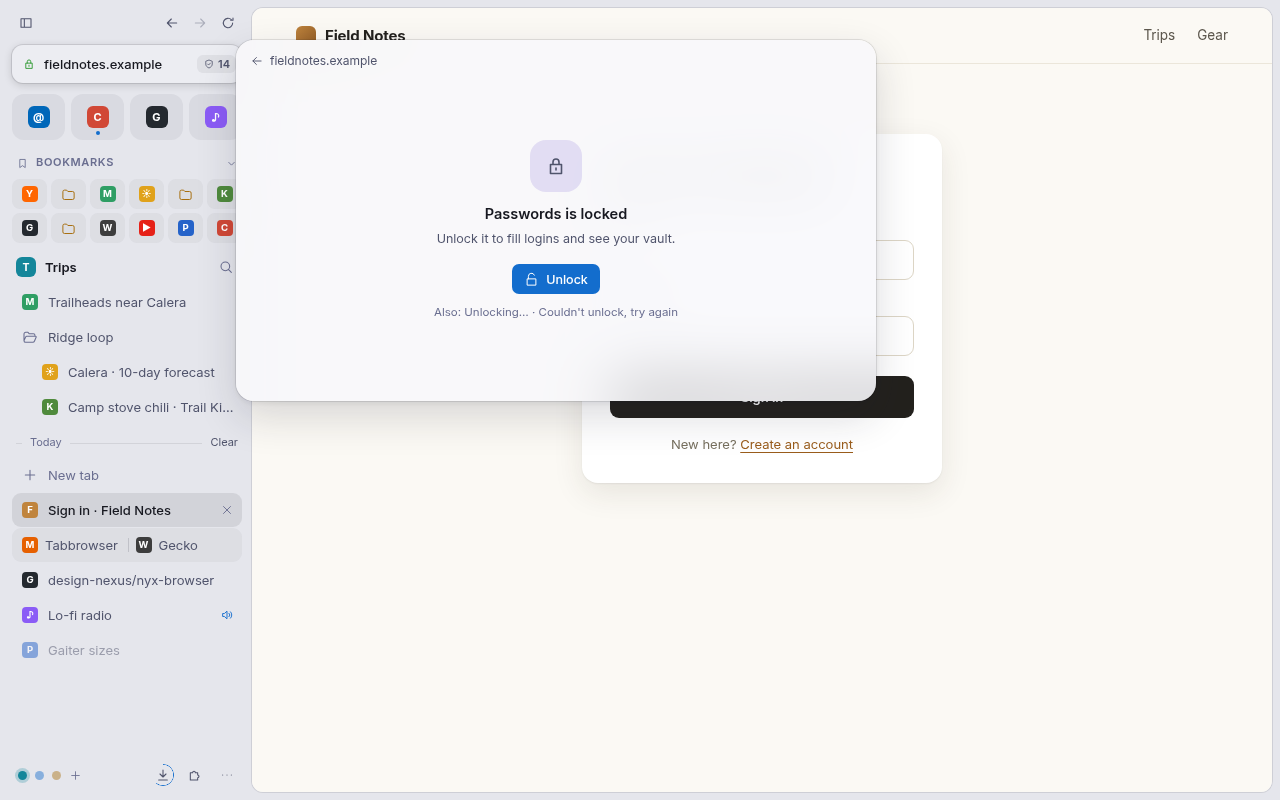 fieldnotes.example
14
@
C
G
BOOKMARKS
Y
M
K
G
W
P
C
T Trips
M Trailheads near Calera
Ridge loop
Calera · 10-day forecast
K Camp stove chili · Trail Ki...
Today
Clear
New tab
F Sign in · Field Notes
M Tabbrowser
W Gecko
G design-nexus/nyx-browser
Lo-fi radio
P Gaiter sizes
Field Notes
Trips
Gear
fieldnotes.example
Passwords is locked
Unlock it to fill logins and see your vault.
Unlock
Also: Unlocking... · Couldn't unlock, try again
New here? Create an account